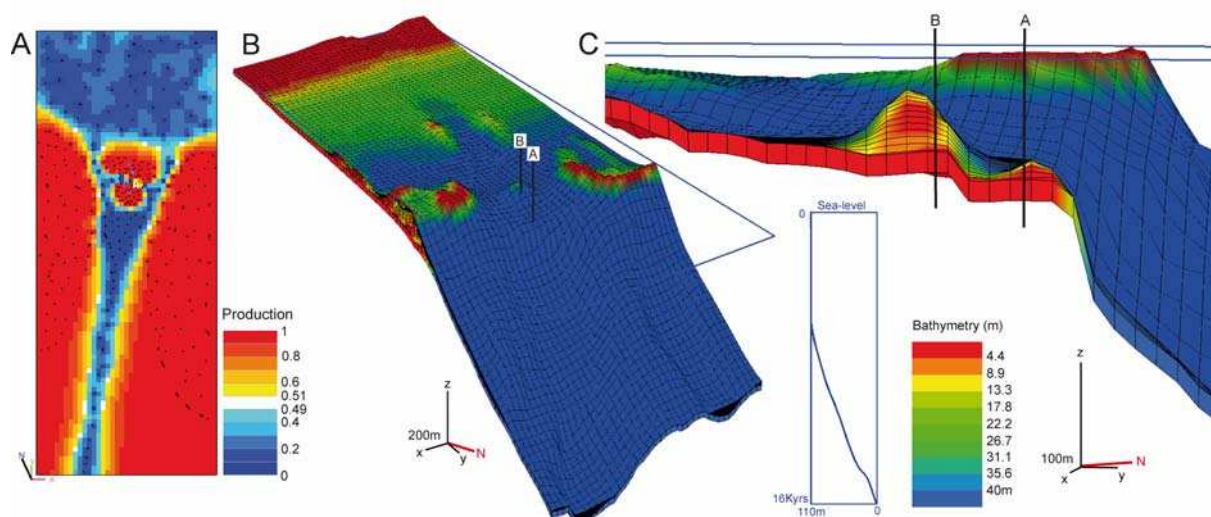 A
B
C
B
A
B
A
Production
1
0.8
0.6
0.51
0.49
0.4
0.2
0
N
z
200m
x
y
N
Sea-level
0
16Kyrs
110m
0
Bathymetry (m)
4.4
8.9
13.3
17.8
22.2
26.7
31.1
35.6
40m
z
100m
x
y
N